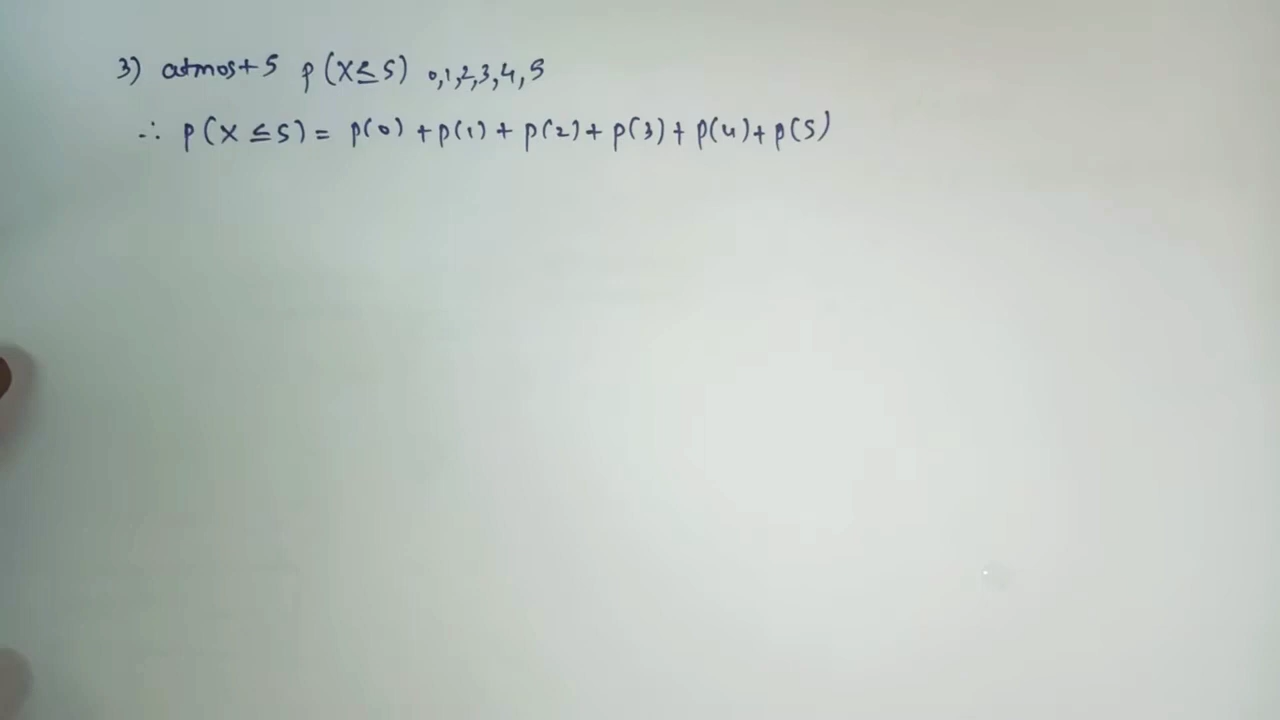 3) atmost 5 p(X≤5) 0,1,2,3,4,5
∴ p(X≤5) = p(0) + p(1) + p(2) + p(3) + p(4) + p(5)